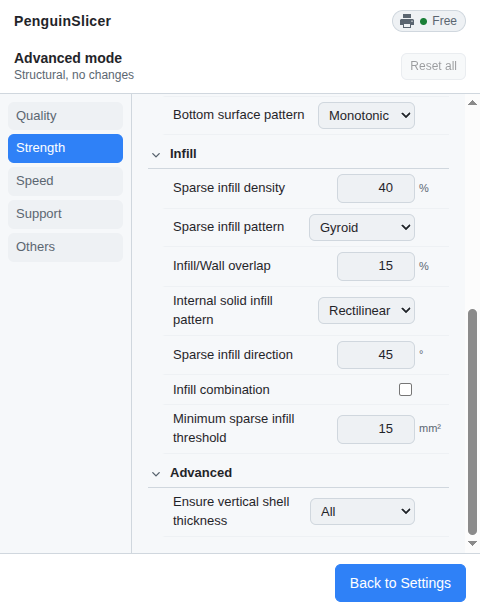 PenguinSlicer
Free
Advanced mode
Structural, no changes
Reset all
Quality
Strength
Speed
Support
Others
Bottom surface pattern
Monotonic
Infill
Sparse infill density
40
%
Sparse infill pattern
Gyroid
Infill/Wall overlap
15
%
Internal solid infill
pattern
Rectilinear
Sparse infill direction
45
°
Infill combination
Minimum sparse infill
threshold
15
mm²
Advanced
Ensure vertical shell
thickness
All
Back to Settings